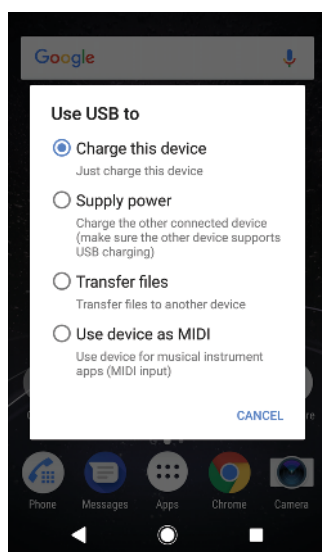 Google
Use USB to
Charge this device
Just charge this device
Supply power
Charge the other connected device
(make sure the other device supports
USB charging)
Transfer files
Transfer files to another device
Use device as MIDI
Use device for musical instrument
apps (MIDI input)
CANCEL
Phone Messages Apps Chrome Camera